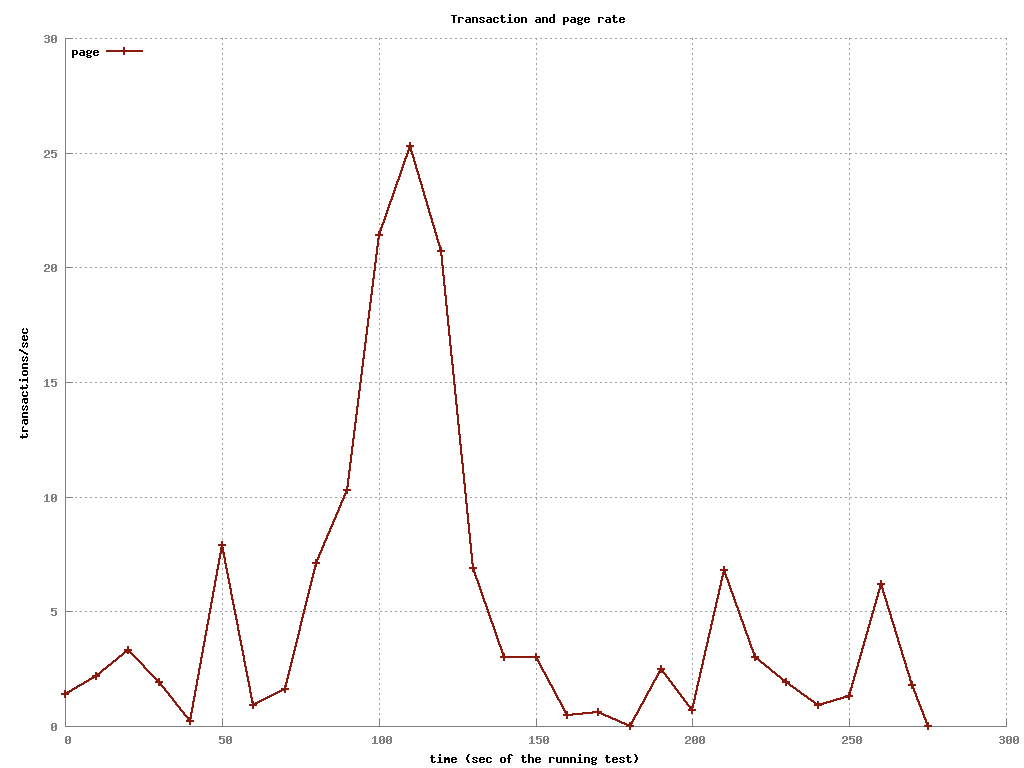 Transaction and page rate
page
30
25
20
15
10
5
0
transactions/sec
0 50 100 150 200 250 300
time (sec of the running test)